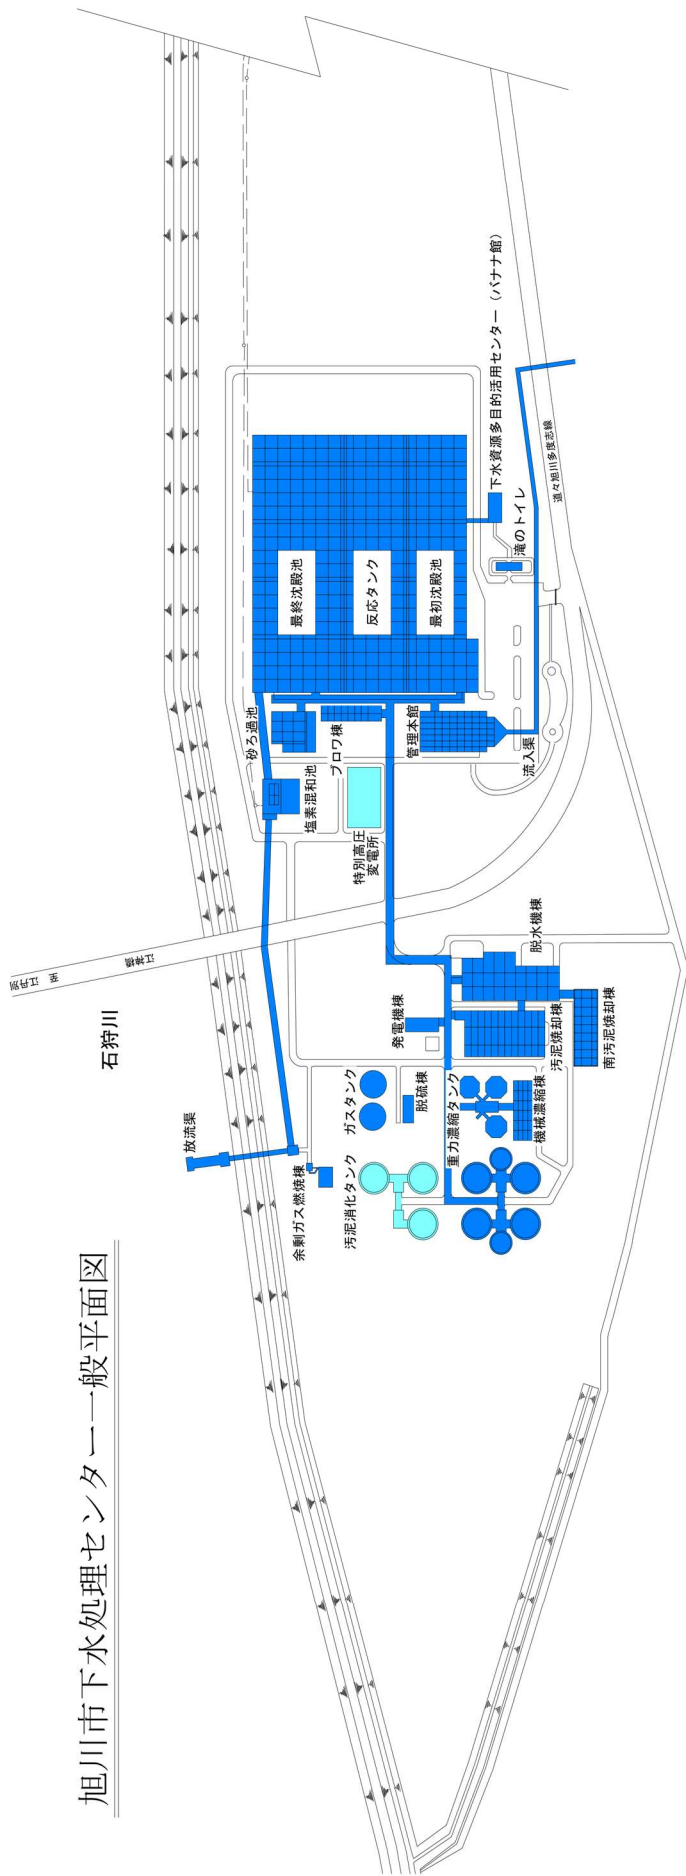 旭川市下水処理センター一般平面図
石狩川
至 江丹別
江神橋
放流渠
余剰ガス燃焼棟
汚泥消化タンク
ガスタンク
脱硫棟
重力濃縮タンク
機械濃縮棟
発電機棟
汚泥焼却棟
南汚泥焼却棟
脱水機棟
塩素混和池
砂ろ過池
ブロワ棟
特別高圧
変電所
管理本館
流入渠
最終沈殿池
反応タンク
最初沈殿池
下水資源多目的活用センター（バナナ館）
滝のトイレ
道々旭川多度志線